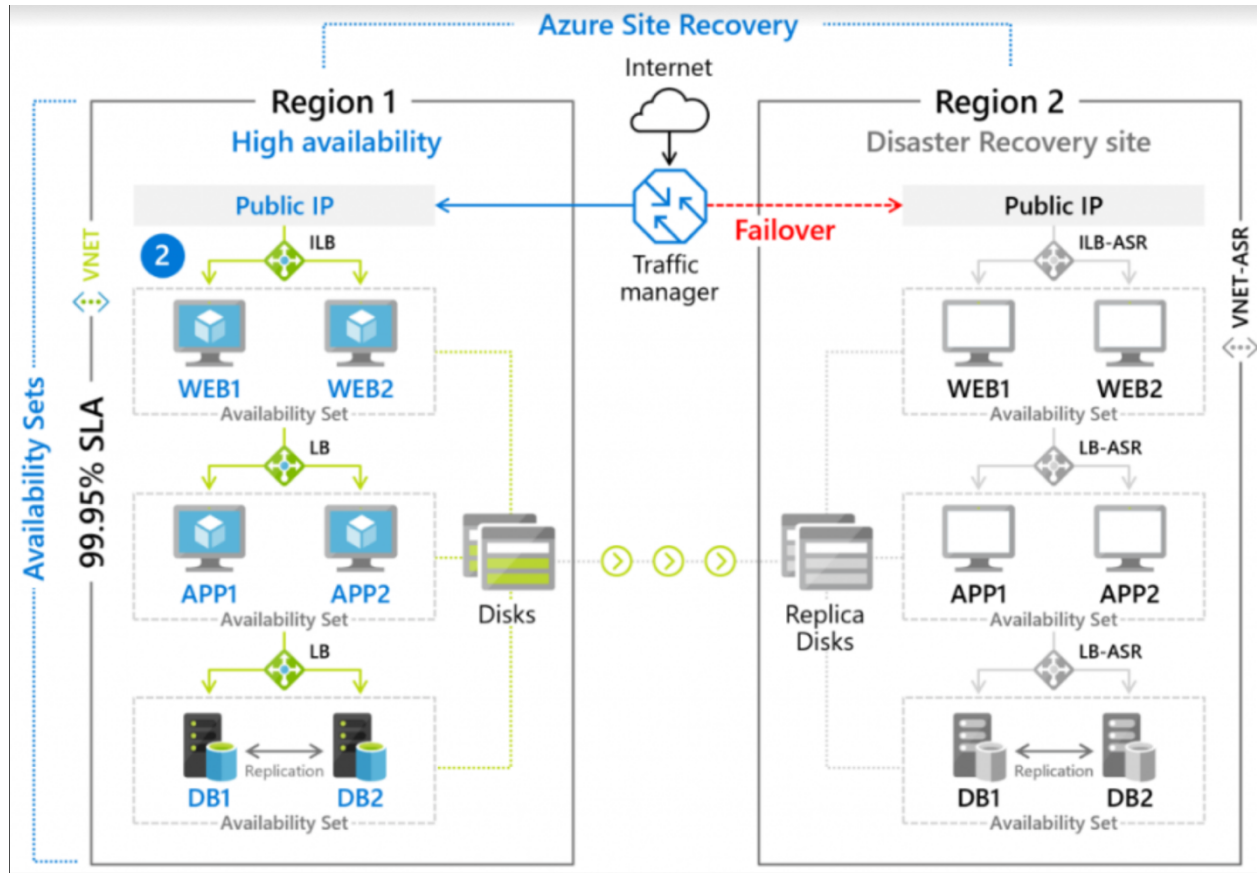 Azure Site Recovery
Internet
Region 1
High availability
Region 2
Disaster Recovery site
Public IP
Failover
Public IP
Traffic
manager
2
ILB
ILB-ASR
VNET
VNET-ASR
WEB1
WEB2
Availability Set
WEB1
WEB2
Availability Set
Availability Sets
99.95% SLA
LB
LB-ASR
APP1
APP2
Availability Set
Disks
Replica
Disks
APP1
APP2
Availability Set
LB
LB-ASR
Replication
DB1
DB2
Availability Set
Replication
DB1
DB2
Availability Set